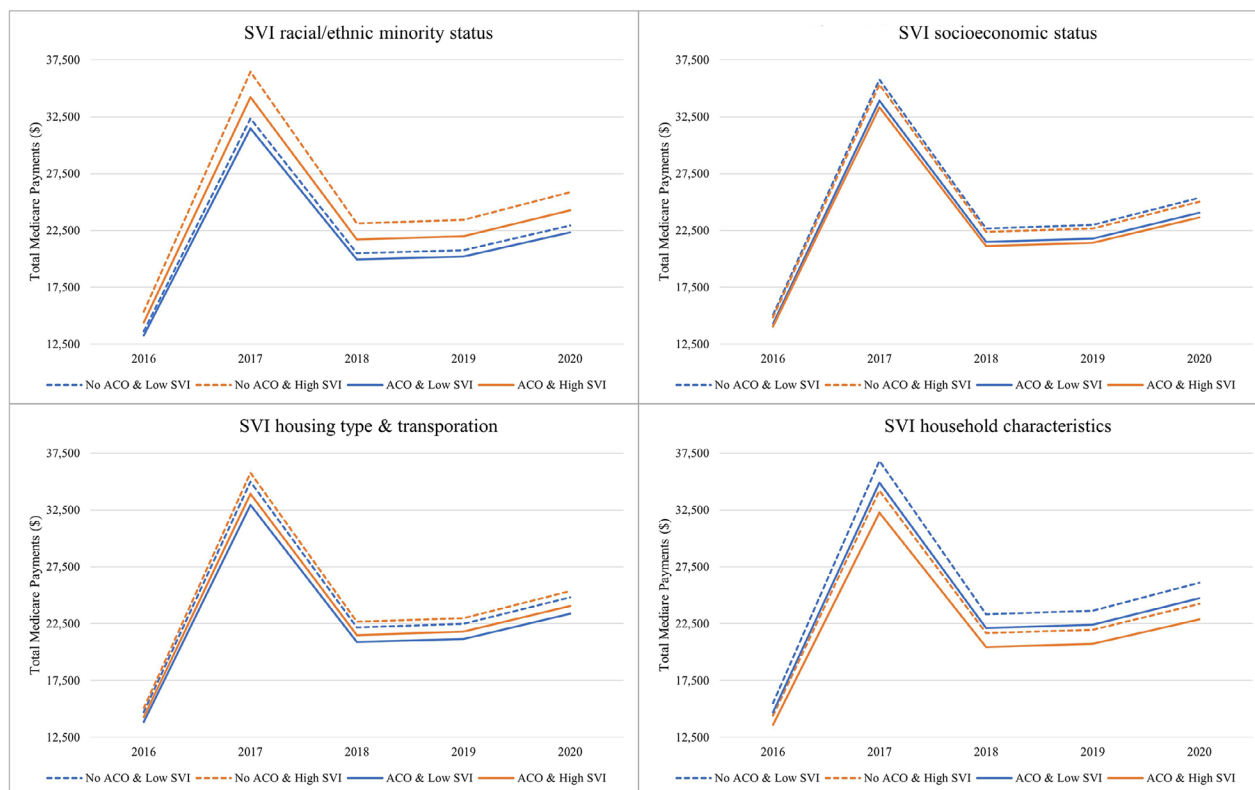 SVI racial/ethnic minority status
Total Medicare Payments ($)
37,500
32,500
27,500
22,500
17,500
12,500
2016 2017 2018 2019 2020
No ACO & Low SVI No ACO & High SVI ACO & Low SVI ACO & High SVI
SVI socioeconomic status
Total Medicare Payments ($)
37,500
32,500
27,500
22,500
17,500
12,500
2016 2017 2018 2019 2020
No ACO & Low SVI No ACO & High SVI ACO & Low SVI ACO & High SVI
SVI housing type & transporation
Total Medicare Payments ($)
37,500
32,500
27,500
22,500
17,500
12,500
2016 2017 2018 2019 2020
No ACO & Low SVI No ACO & High SVI ACO & Low SVI ACO & High SVI
SVI household characteristics
Total Mediare Payments ($)
37,500
32,500
27,500
22,500
17,500
12,500
2016 2017 2018 2019 2020
No ACO & Low SVI No ACO & High SVI ACO & Low SVI ACO & High SVI